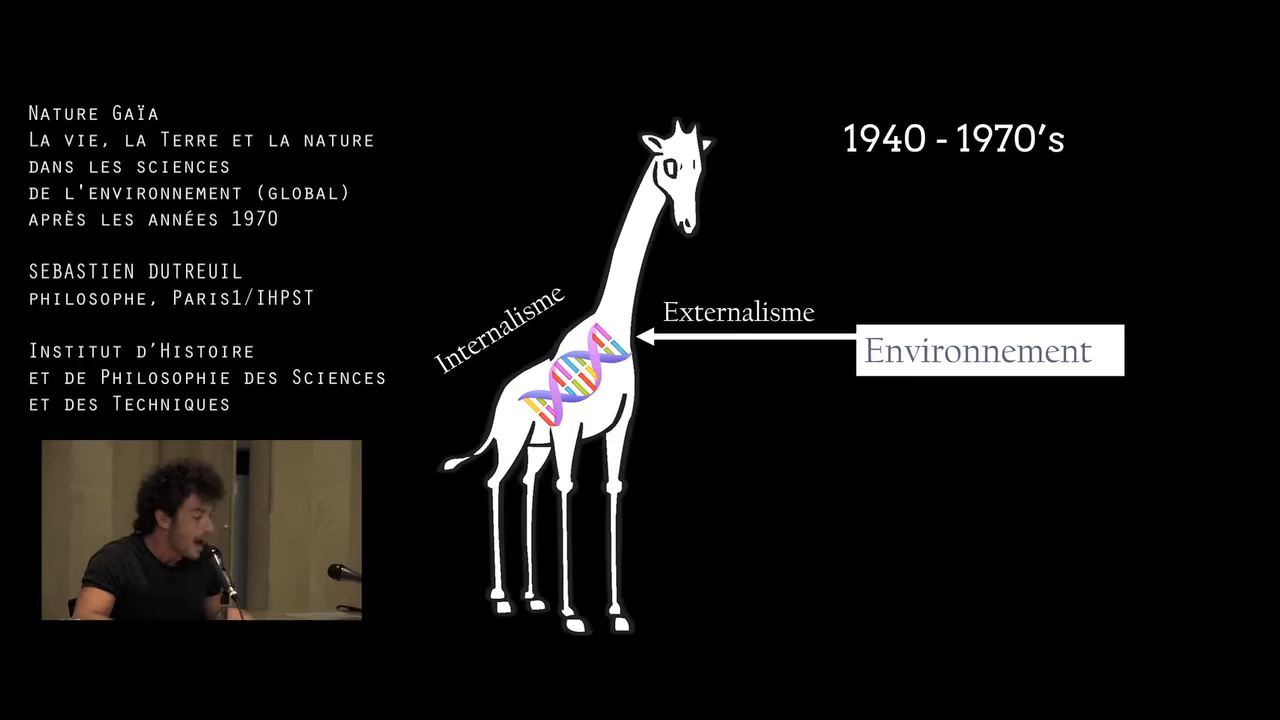 Nature Gaïa
La vie, la Terre et la nature
dans les sciences
de l'environnement (global)
après les années 1970
SEBASTIEN DUTREUIL
philosophe, Paris1/IHPST
Institut d’Histoire
et de Philosophie des Sciences
et des Techniques
1940 - 1970’s
Internalisme
Externalisme
Environnement